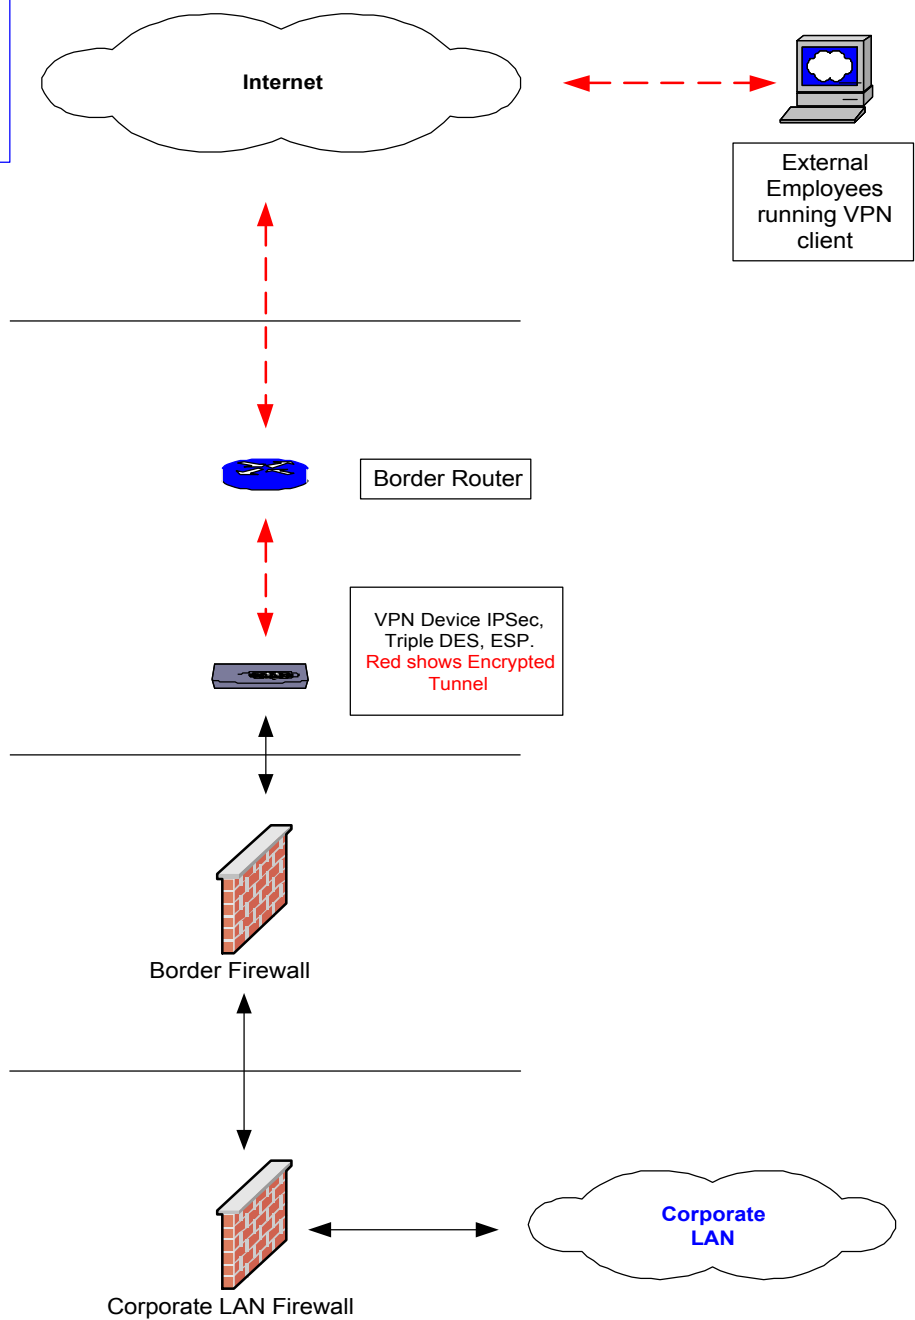 Internet
External
Employees
running VPN
client
Border Router
VPN Device IPSec,
Triple DES, ESP.
Red shows Encrypted
Tunnel
Border Firewall
Corporate
LAN
Corporate LAN Firewall